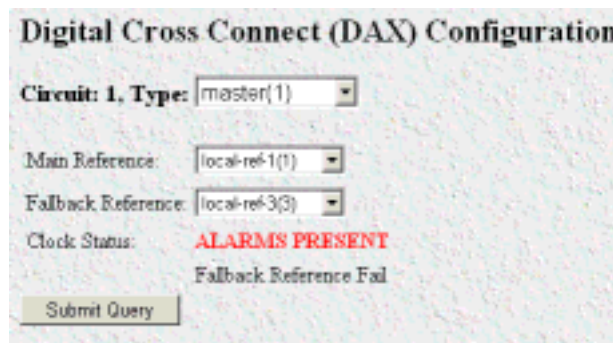 Digital Cross Connect (DAX) Configuration
Circuit: 1, Type: master(1)
Main Reference: local-ref-1(1)
Fallback Reference: local-ref-3(3)
Clock Status: ALARMS PRESENT
Fallback Reference Fail
Submit Query